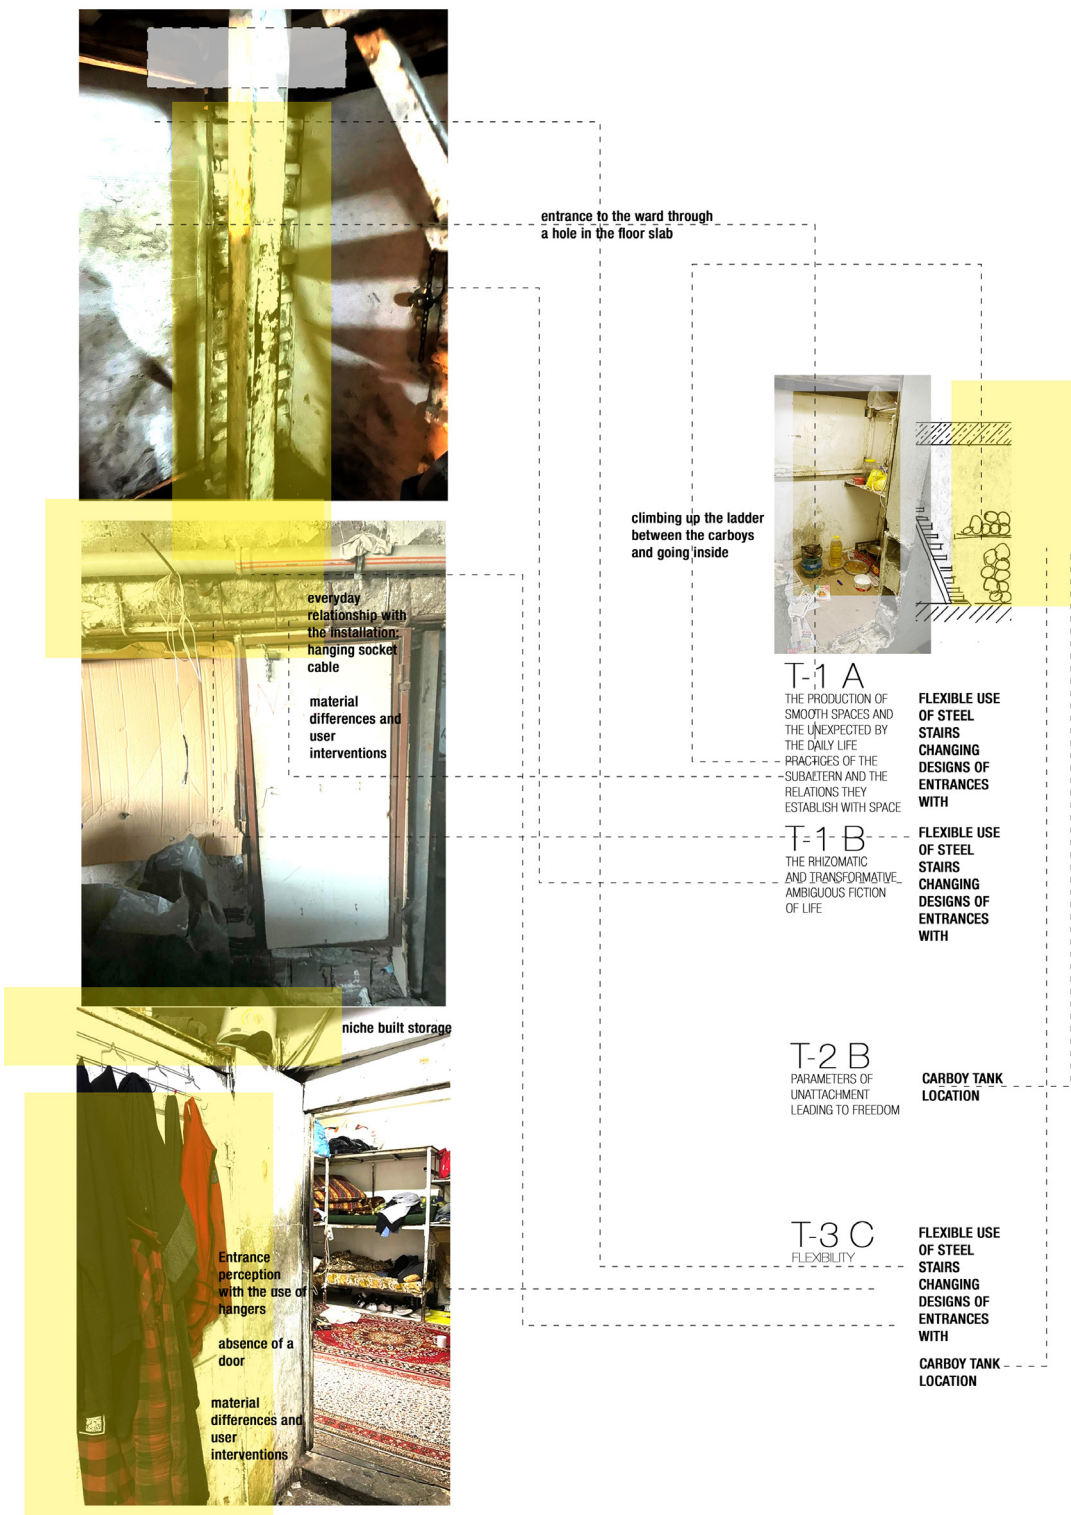 entrance to the ward through
a hole in the floor slab
climbing up the ladder
between the carboys
and going inside
everyday
relationship with
the installation:
hanging socket
cable
material
differences and
user
interventions
T-1 A
THE PRODUCTION OF
SMOOTH SPACES AND
THE UNEXPECTED BY
THE DAILY LIFE
PRACTICES OF THE
SUBALTERN AND THE
RELATIONS THEY
ESTABLISH WITH SPACE
FLEXIBLE USE
OF STEEL
STAIRS
CHANGING
DESIGNS OF
ENTRANCES
WITH
T-1 B
THE RHIZOMATIC
AND TRANSFORMATIVE
AMBIGUOUS FICTION
OF LIFE
FLEXIBLE USE
OF STEEL
STAIRS
CHANGING
DESIGNS OF
ENTRANCES
WITH
niche built storage
T-2 B
PARAMETERS OF
UNATTACHMENT
LEADING TO FREEDOM
CARBOY TANK
LOCATION
Entrance
perception
with the use of
hangers
absence of a
door
material
differences and
user
interventions
T-3 C
FLEXIBILITY
FLEXIBLE USE
OF STEEL
STAIRS
CHANGING
DESIGNS OF
ENTRANCES
WITH
CARBOY TANK
LOCATION